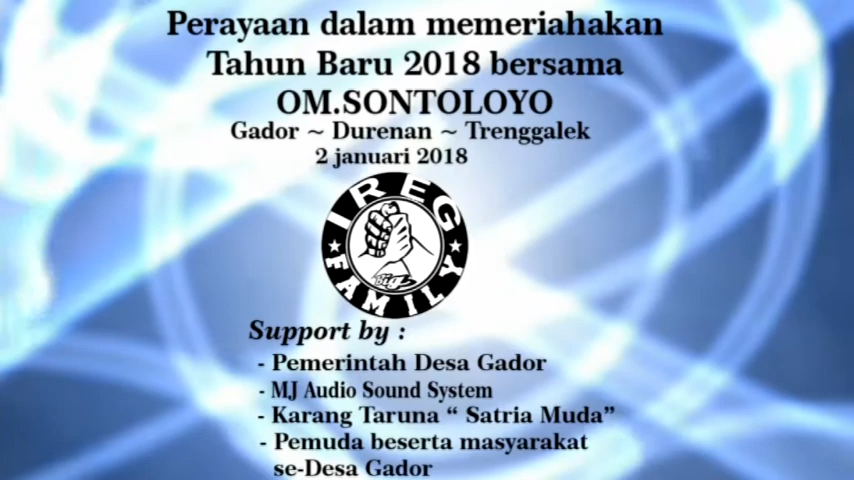 Perayaan dalam memeriahakan
Tahun Baru 2018 bersama
OM.SONTOLOYO
Gador ~ Durenan ~ Trenggalek
2 januari 2018
IREG
Big
FAMILY
Support by :
- Pemerintah Desa Gador
- MJ Audio Sound System
- Karang Taruna “ Satria Muda”
- Pemuda beserta masyarakat
se-Desa Gador